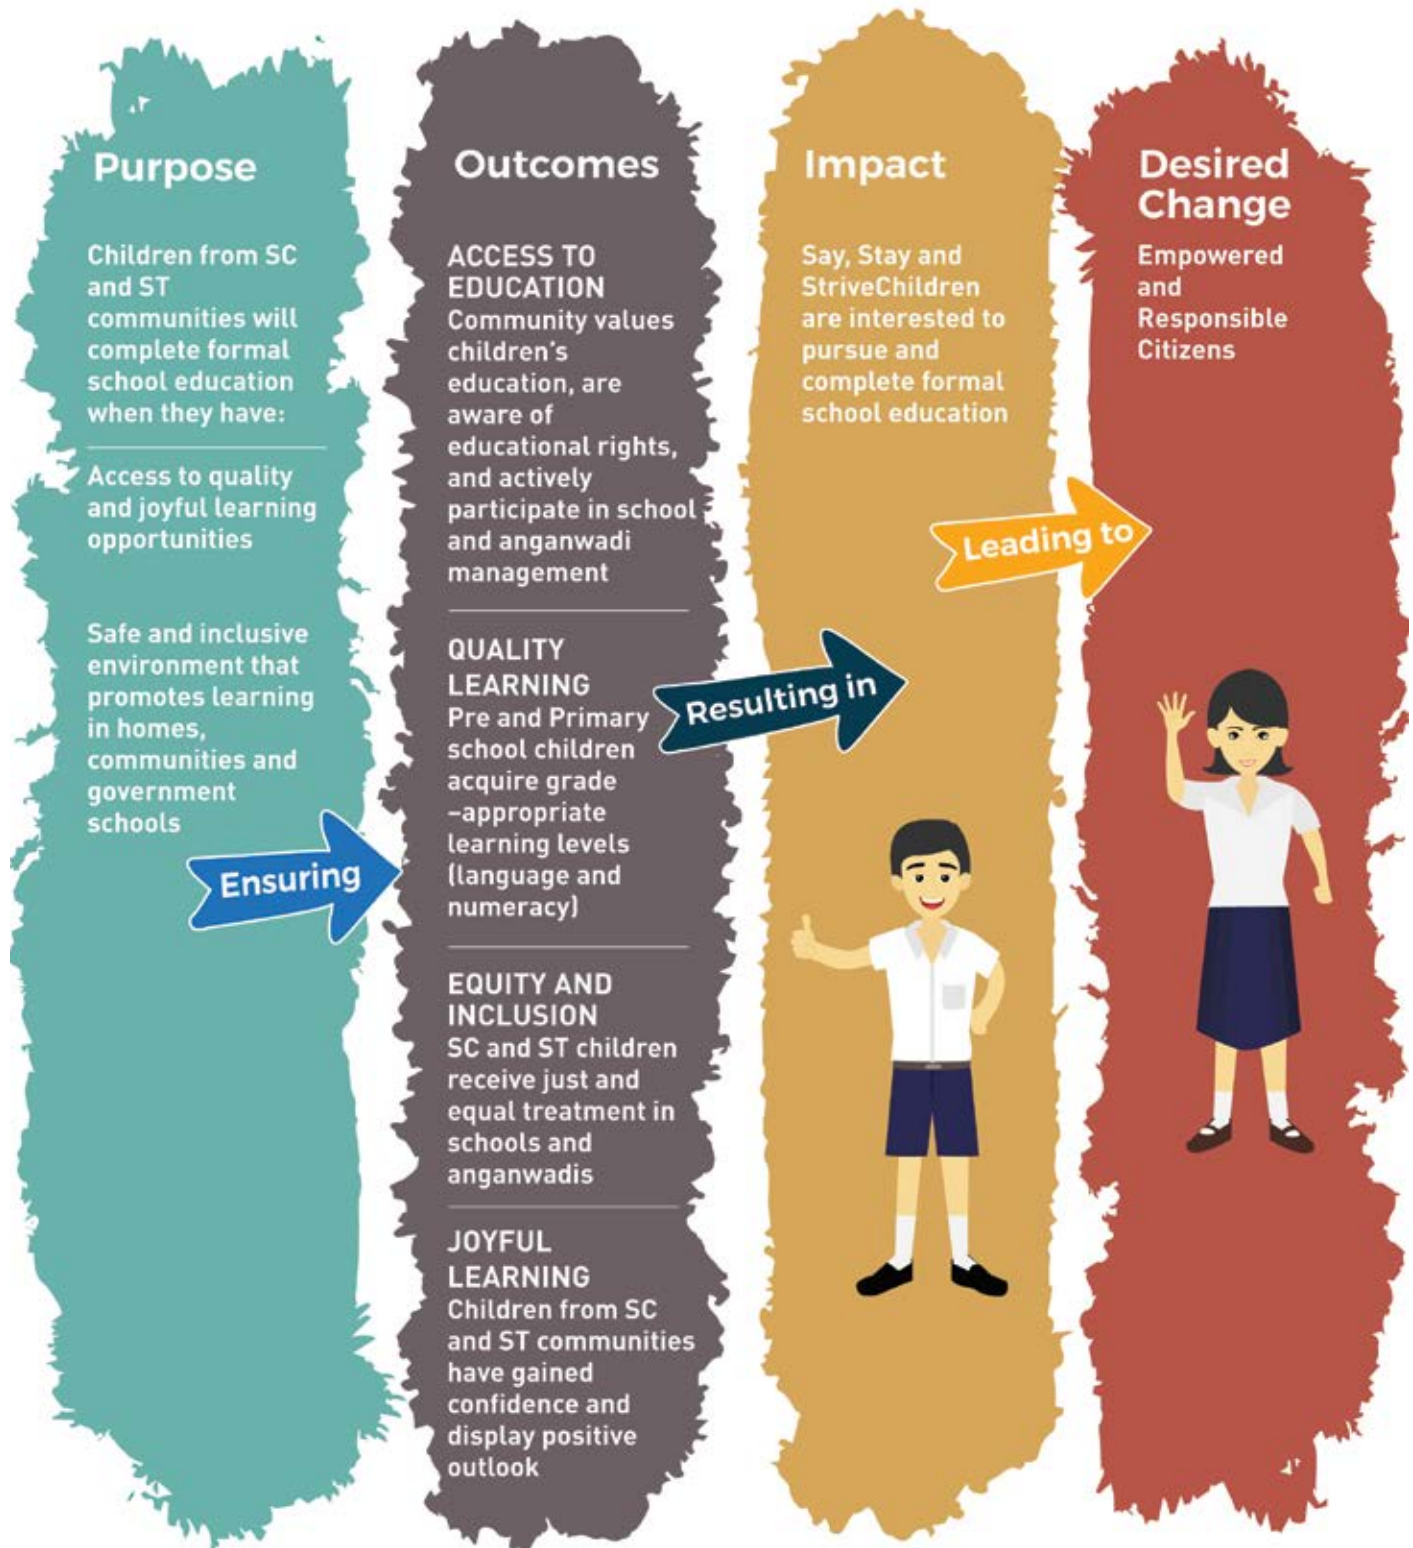 Purpose
Children from SC
and ST
communities will
complete formal
school education
when they have:
Access to quality
and joyful learning
opportunities
Safe and inclusive
environment that
promotes learning
in homes,
communities and
government
schools
Ensuring
Outcomes
ACCESS TO
EDUCATION
Community values
children's
education, are
aware of
educational rights,
and actively
participate in school
and anganwadi
management
QUALITY
LEARNING
Pre and Primary
school children
acquire grade
–appropriate
learning levels
(language and
numeracy)
EQUITY AND
INCLUSION
SC and ST children
receive just and
equal treatment in
schools and
anganwadis
JOYFUL
LEARNING
Children from SC
and ST communities
have gained
confidence and
display positive
outlook
Resulting in
Impact
Say, Stay and
StriveChildren
are interested to
pursue and
complete formal
school education
Leading to
Desired
Change
Empowered
and
Responsible
Citizens